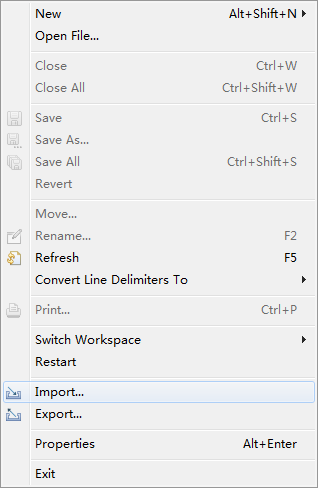 New Alt+Shift+N
Open File...
Close Ctrl+W
Close All Ctrl+Shift+W
Save Ctrl+S
Save As...
Save All Ctrl+Shift+S
Revert
Move...
Rename... F2
Refresh F5
Convert Line Delimiters To
Print... Ctrl+P
Switch Workspace
Restart
Import...
Export...
Properties Alt+Enter
Exit